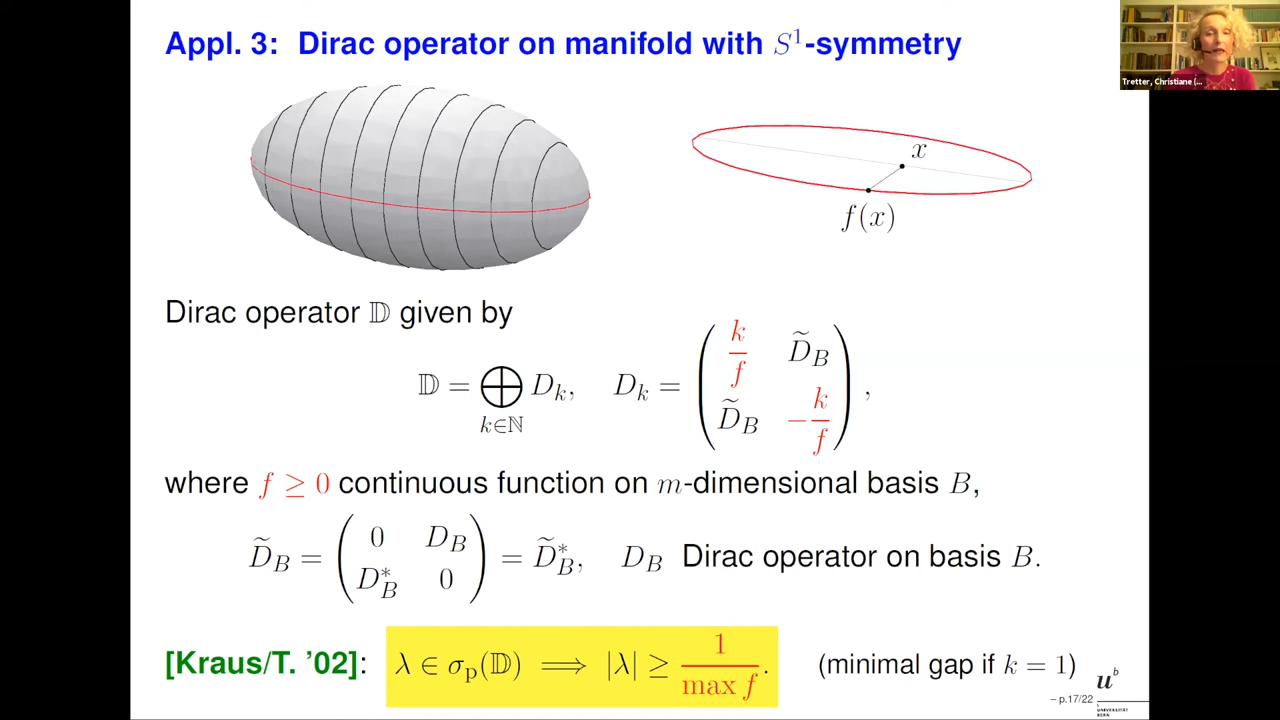 Appl. 3: Dirac operator on manifold with S¹-symmetry
Tretter, Christiane (...
x
f(x)
Dirac operator 𝔻 given by
𝔻 = ⨁_{k∈ℕ} D_k, D_k = ( k/f D̃_B ; D̃_B −k/f ),
where f ≥ 0 continuous function on m-dimensional basis B,
D̃_B = ( 0 D_B ; D_B^* 0 ) = D̃_B^*, D_B Dirac operator on basis B.
[Kraus/T. ’02]: λ ∈ σ_p(𝔻) ⟹ |λ| ≥ 1/max f. (minimal gap if k = 1)
– p.17/22
u^b
b
UNIVERSITÄT
BERN